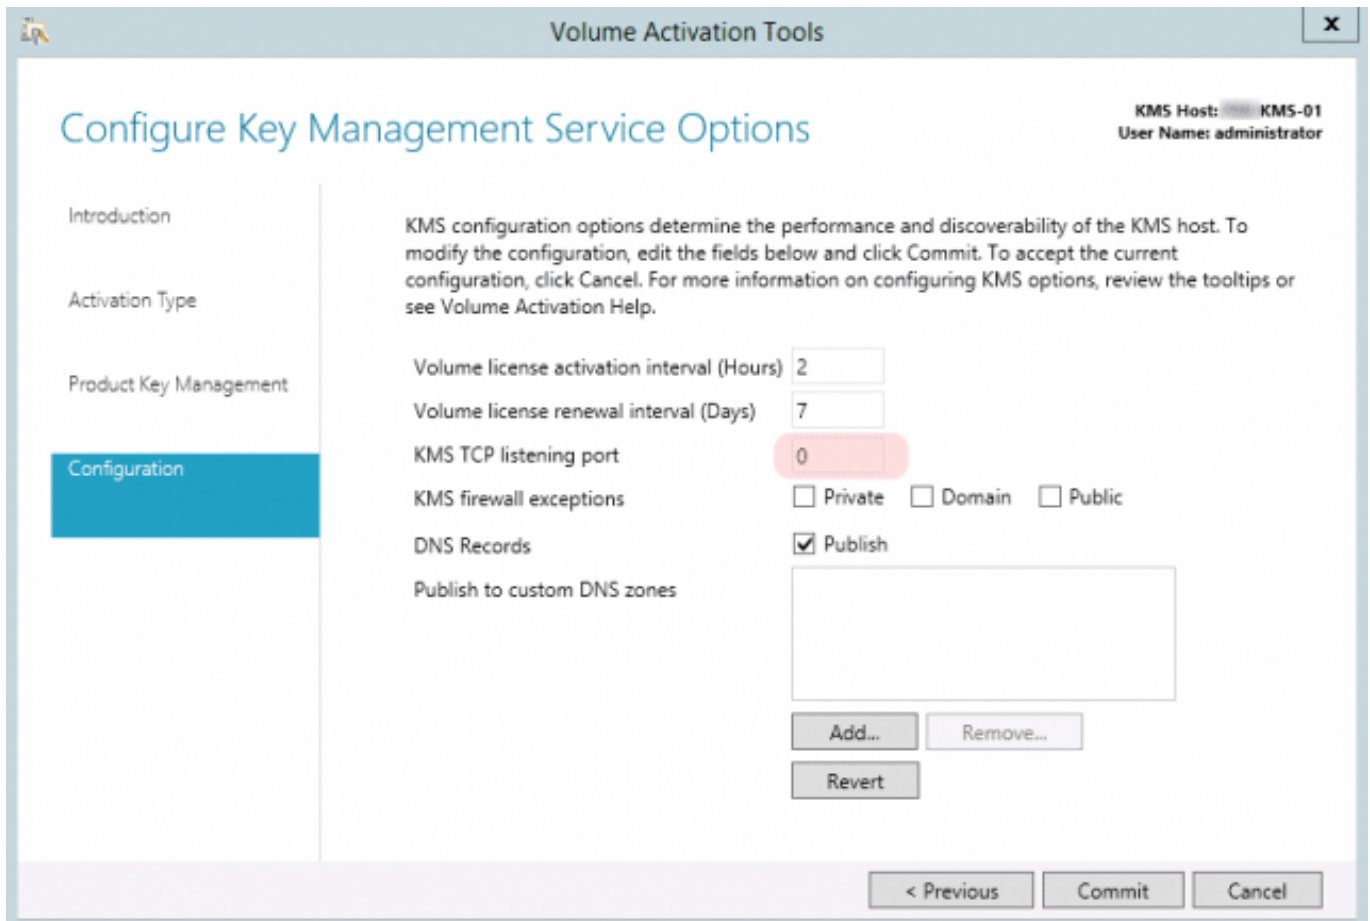 Volume Activation Tools
x
Configure Key Management Service Options
KMS Host: KMS-01
User Name: administrator
Introduction
Activation Type
Product Key Management
Configuration
KMS configuration options determine the performance and discoverability of the KMS host. To
modify the configuration, edit the fields below and click Commit. To accept the current
configuration, click Cancel. For more information on configuring KMS options, review the tooltips or
see Volume Activation Help.
Volume license activation interval (Hours) 2
Volume license renewal interval (Days) 7
KMS TCP listening port 0
KMS firewall exceptions Private Domain Public
DNS Records Publish
Publish to custom DNS zones
Add... Remove...
Revert
< Previous Commit Cancel